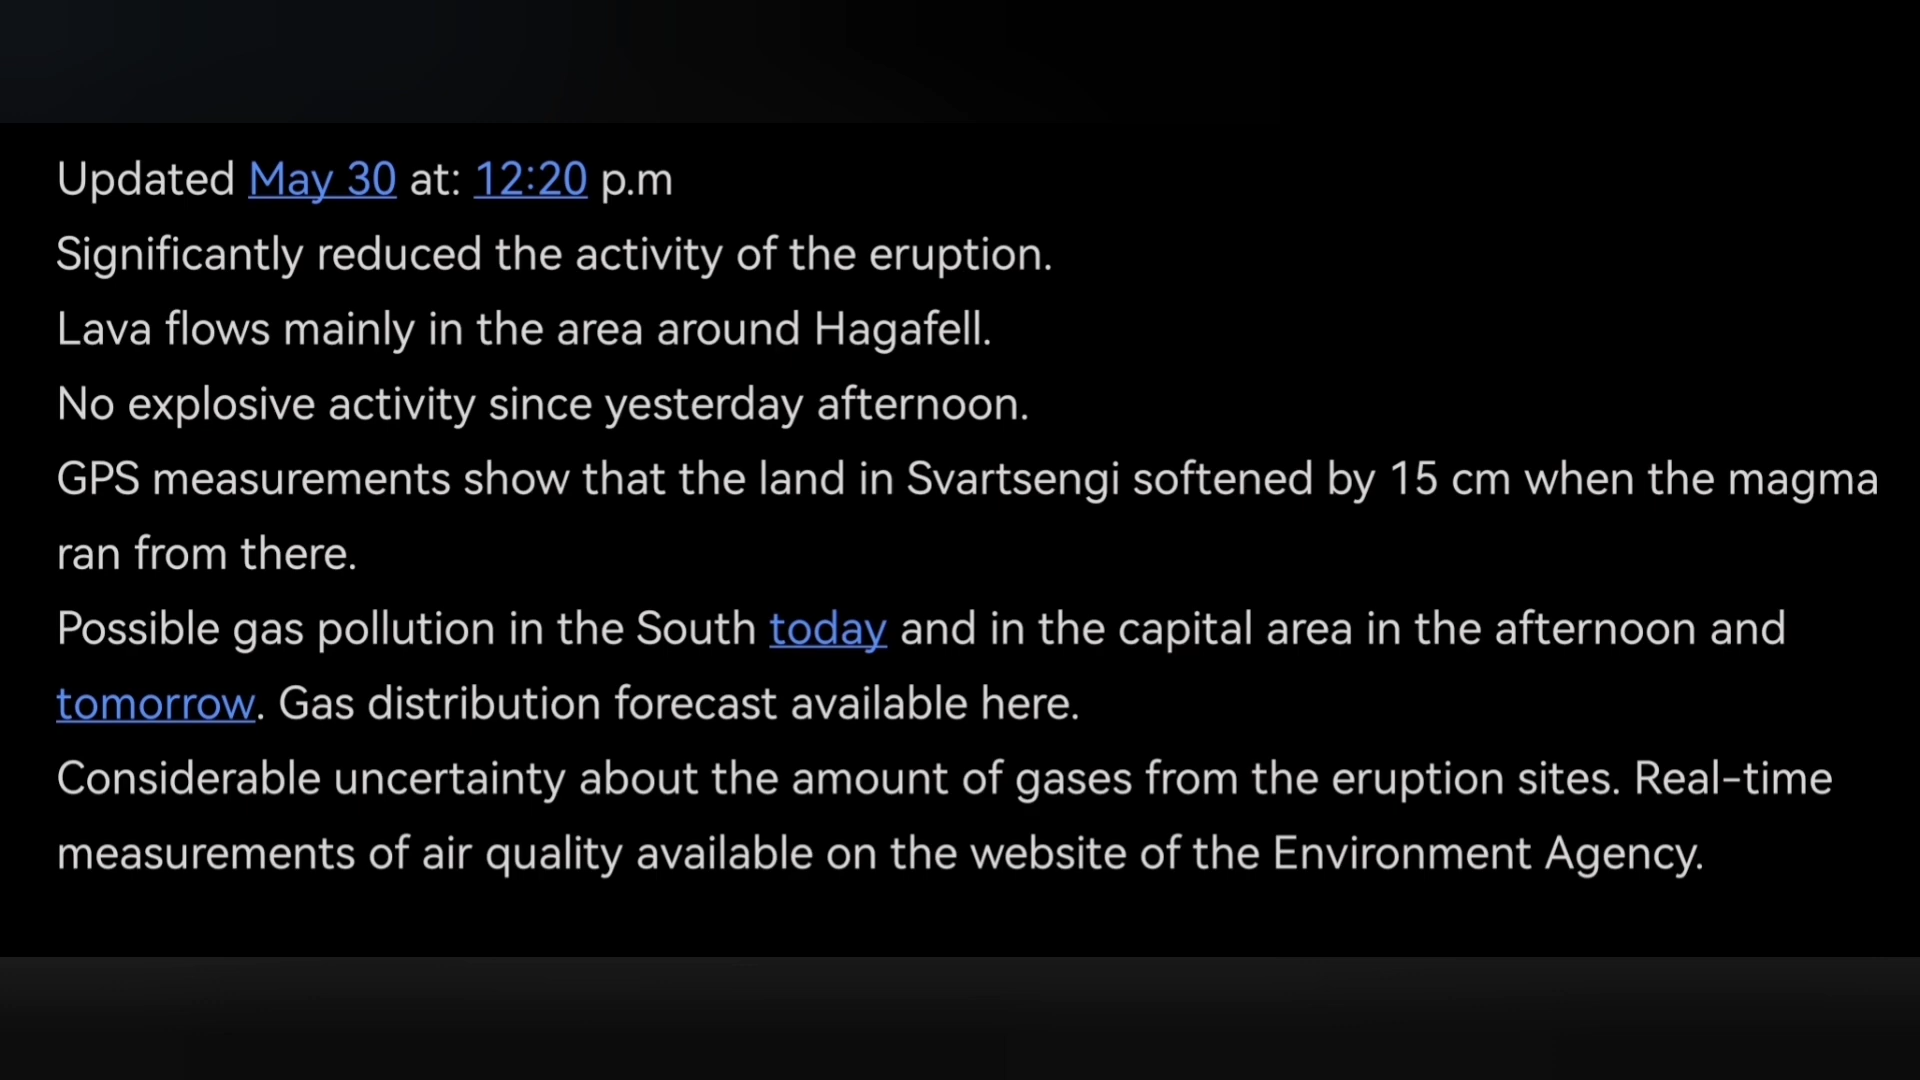 Updated May 30 at: 12:20 p.m
Significantly reduced the activity of the eruption.
Lava flows mainly in the area around Hagafell.
No explosive activity since yesterday afternoon.
GPS measurements show that the land in Svartsengi softened by 15 cm when the magma
ran from there.
Possible gas pollution in the South today and in the capital area in the afternoon and
tomorrow. Gas distribution forecast available here.
Considerable uncertainty about the amount of gases from the eruption sites. Real-time
measurements of air quality available on the website of the Environment Agency.